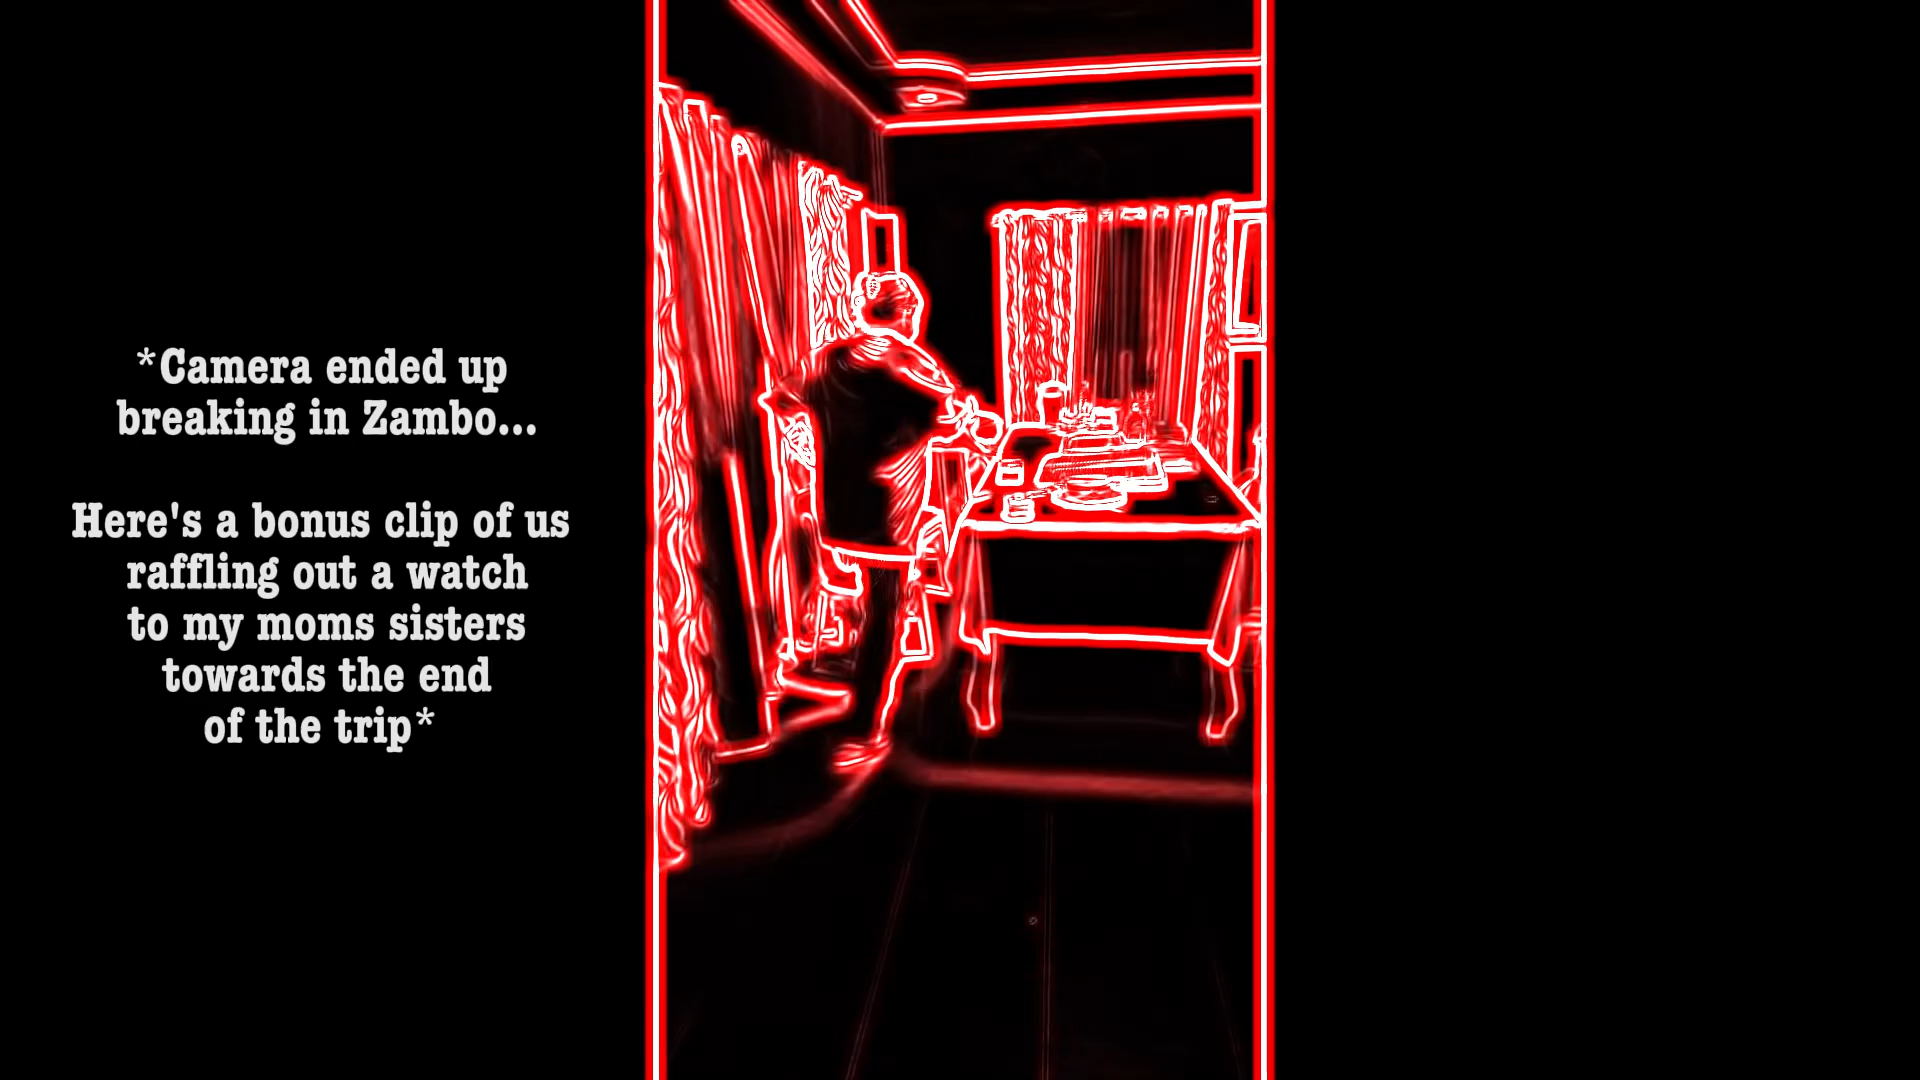 *Camera ended up
breaking in Zambo...
Here's a bonus clip of us
raffling out a watch
to my moms sisters
towards the end
of the trip*